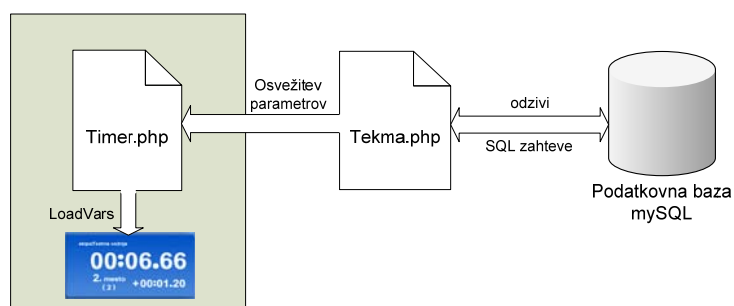 Osvežitev
parametrov
Timer.php
Tekma.php
odzivi
SQL zahteve
Podatkovna baza
mySQL
LoadVars
00:06.66
2. mesto
(2)
+00:01.20